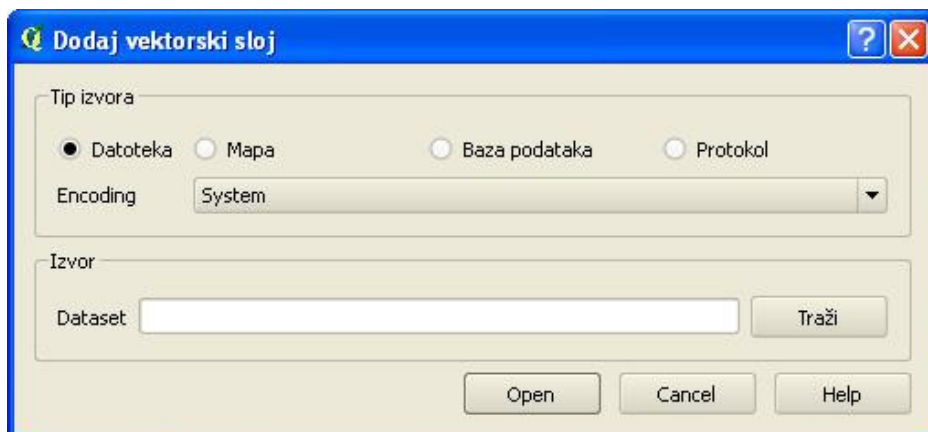 Dodaj vektorski sloj
Tip izvora
Datoteka Mapa Baza podataka Protokol
Encoding System
Izvor
Dataset Traži
Open Cancel Help